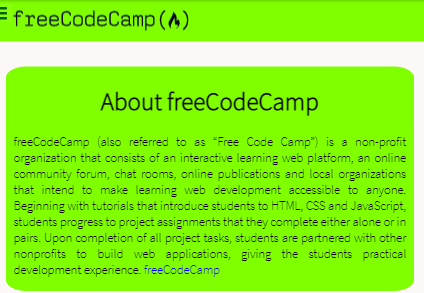 freeCodeCamp(🔥)
About freeCodeCamp
freeCodeCamp (also referred to as “Free Code Camp”) is a non-profit
organization that consists of an interactive learning web platform, an online
community forum, chat rooms, online publications and local organizations
that intend to make learning web development accessible to anyone.
Beginning with tutorials that introduce students to HTML, CSS and JavaScript,
students progress to project assignments that they complete either alone or in
pairs. Upon completion of all project tasks, students are partnered with other
nonprofits to build web applications, giving the students practical
development experience. freeCodeCamp